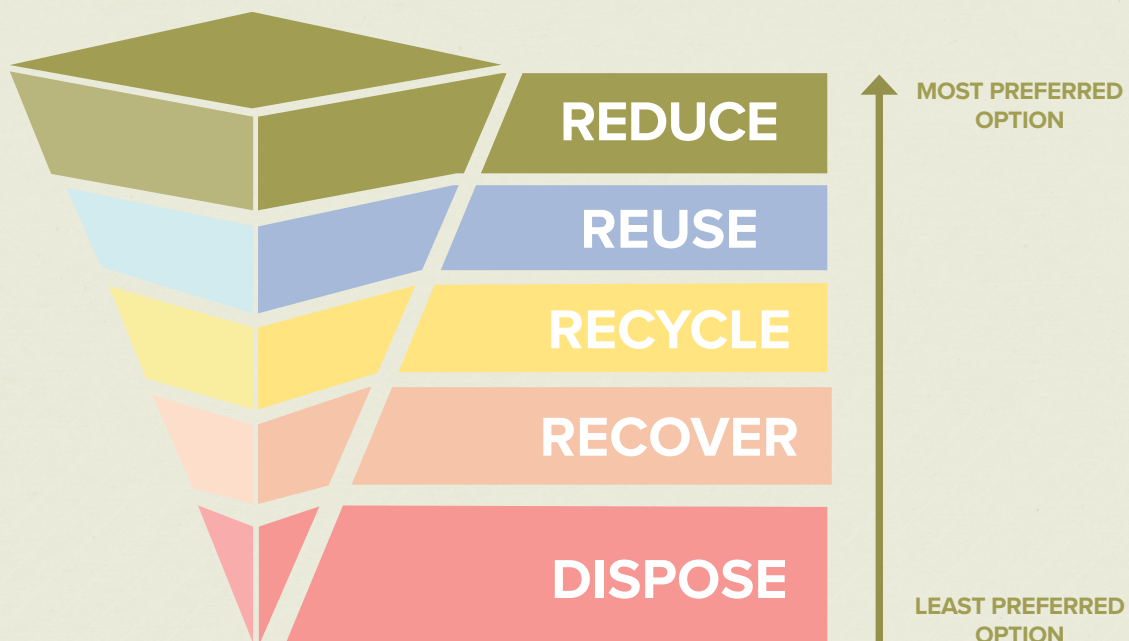 REDUCE
MOST PREFERRED
OPTION
REUSE
RECYCLE
RECOVER
DISPOSE
LEAST PREFERRED
OPTION